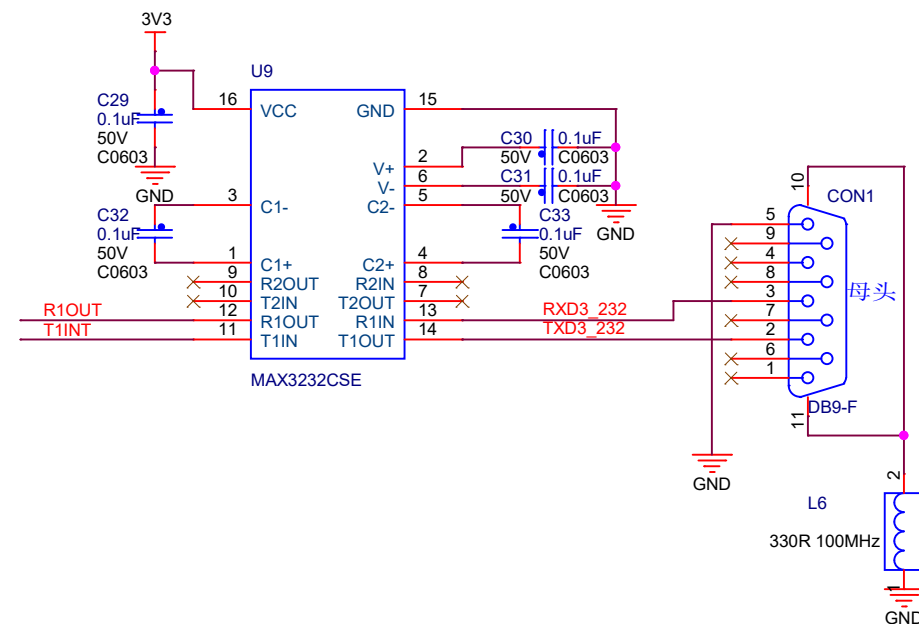 3V3
U9
C29
0.1uF
50V
C0603
GND
16
VCC
GND
15
C30
0.1uF
50V
C0603
2
V+
6
V-
C31
0.1uF
50V
C0603
GND
3
C1-
C2-
5
C32
0.1uF
50V
C0603
C33
0.1uF
50V
C0603
1
C1+
C2+
4
9
R2OUT
R2IN
8
10
T2IN
T2OUT
7
R1OUT
12
R1OUT
R1IN
13
RXD3_232
T1INT
11
T1IN
T1OUT
14
TXD3_232
MAX3232CSE
10
CON1
5
9
4
8
3
7
2
6
1
母头
DB9-F
11
GND
2
L6
330R 100MHz
1
GND